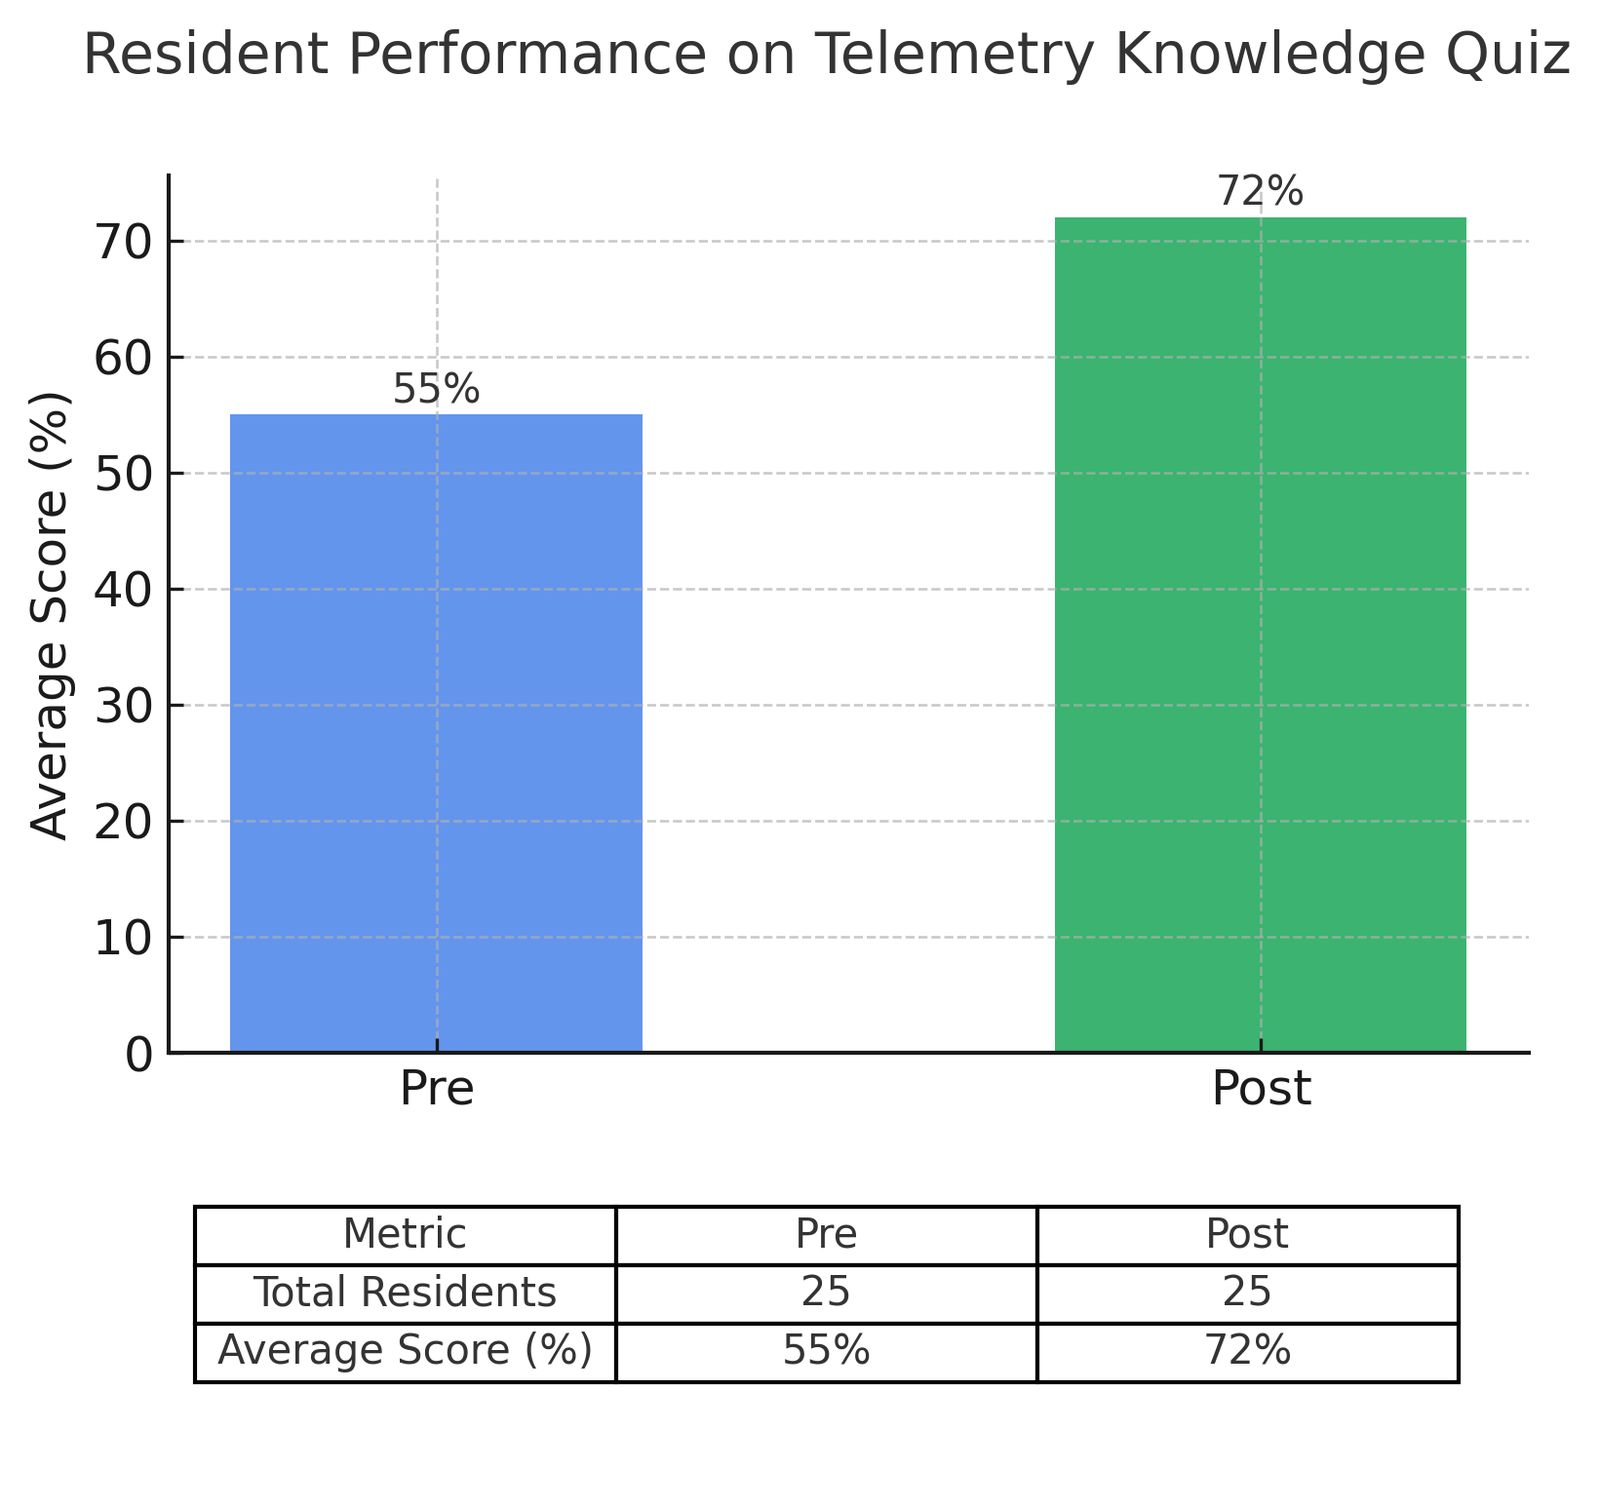 Resident Performance on Telemetry Knowledge Quiz
Average Score (%)
70
60
50
40
30
20
10
0
55%
72%
Pre
Post
Metric Pre Post
Total Residents 25 25
Average Score (%) 55% 72%